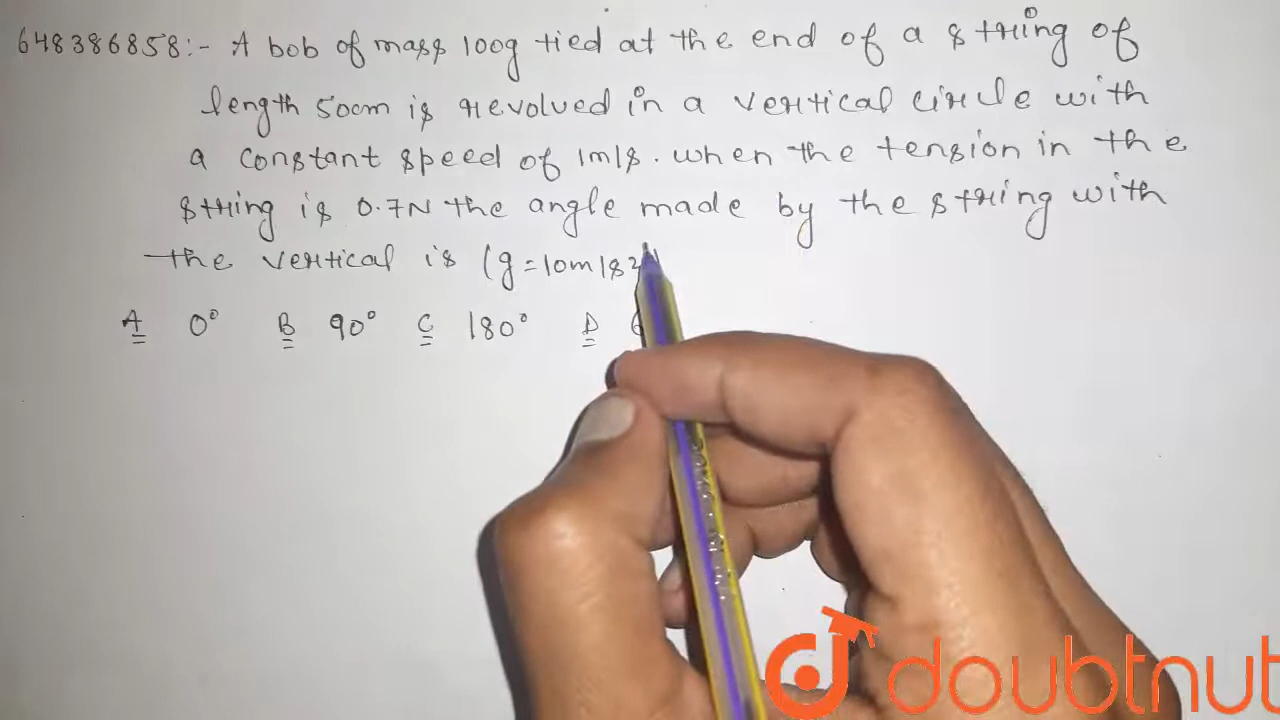 648386858:- A bob of mass 100g tied at the end of a string of
length 50cm is revolved in a vertical circle with
a constant speed of 1m/s. when the tension in the
string is 0.7N the angle made by the string with
the vertical is (g=10m/s2)
A 0° B 90° C 180° D 6
doubtnut